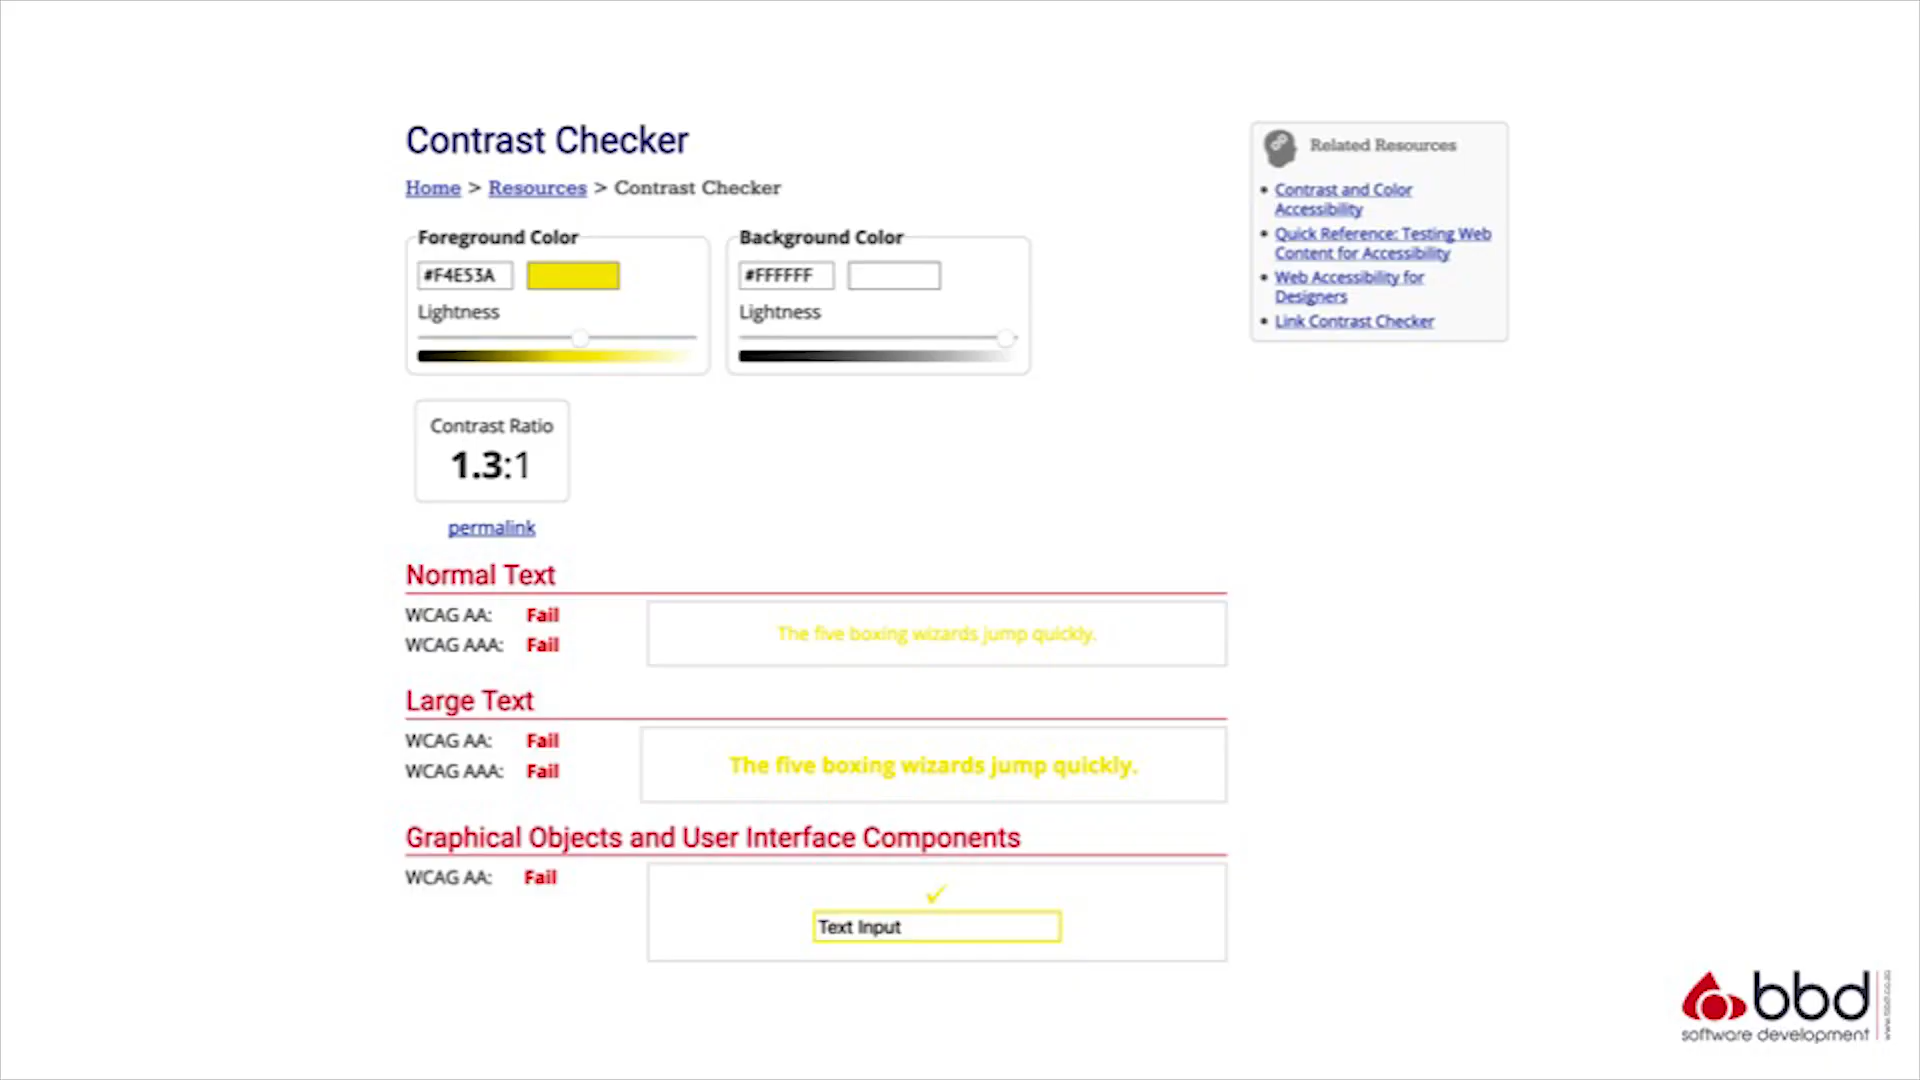 Contrast Checker
Home > Resources > Contrast Checker
Foreground Color
#F4E53A
Lightness
Background Color
#FFFFFF
Lightness
Contrast Ratio
1.3:1
permalink
Normal Text
WCAG AA: Fail
WCAG AAA: Fail
The five boxing wizards jump quickly.
Large Text
WCAG AA: Fail
WCAG AAA: Fail
The five boxing wizards jump quickly.
Graphical Objects and User Interface Components
WCAG AA: Fail
✓
Text Input
Related Resources
• Contrast and Color
Accessibility
• Quick Reference: Testing Web
Content for Accessibility
• Web Accessibility for
Designers
• Link Contrast Checker
bbd
software development
www.bbd.co.za